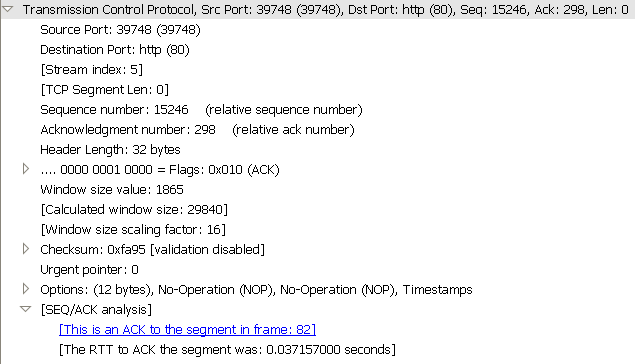 Transmission Control Protocol, Src Port: 39748 (39748), Dst Port: http (80), Seq: 15246, Ack: 298, Len: 0
Source Port: 39748 (39748)
Destination Port: http (80)
[Stream index: 5]
[TCP Segment Len: 0]
Sequence number: 15246    (relative sequence number)
Acknowledgment number: 298    (relative ack number)
Header Length: 32 bytes
.... 0000 0001 0000 = Flags: 0x010 (ACK)
Window size value: 1865
[Calculated window size: 29840]
[Window size scaling factor: 16]
Checksum: 0xfa95 [validation disabled]
Urgent pointer: 0
Options: (12 bytes), No-Operation (NOP), No-Operation (NOP), Timestamps
[SEQ/ACK analysis]
[This is an ACK to the segment in frame: 82]
[The RTT to ACK the segment was: 0.037157000 seconds]